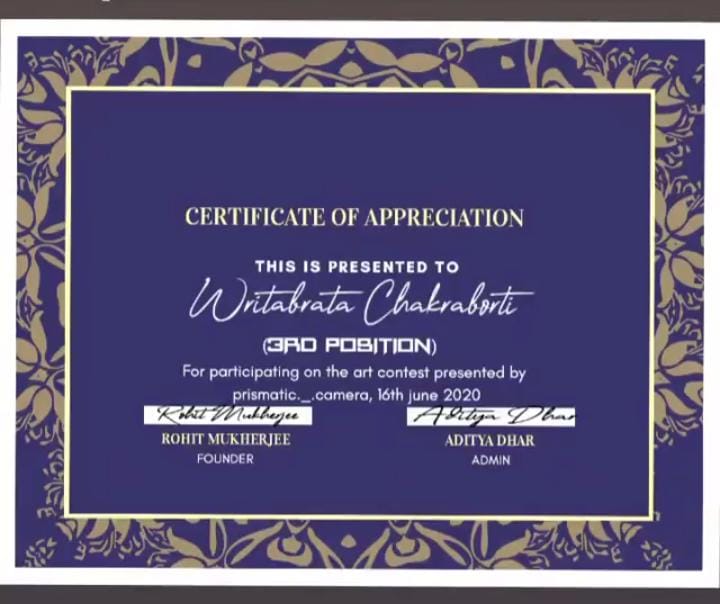 CERTIFICATE OF APPRECIATION
THIS IS PRESENTED TO
Writabrata Chakraborti
(3RD POSITION)
For participating on the art contest presented by
prismatic._.camera, 16th june 2020
Rohit Mukherjee Aditya Dhar
ROHIT MUKHERJEE ADITYA DHAR
FOUNDER ADMIN